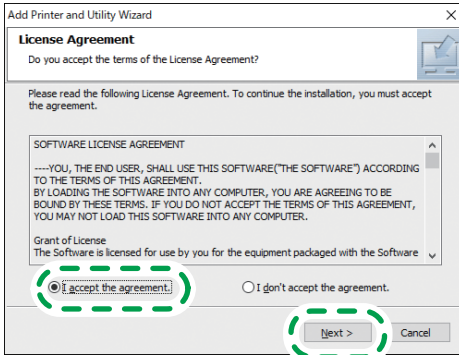 Add Printer and Utility Wizard
License Agreement
Do you accept the terms of the License Agreement?
Please read the following License Agreement. To continue the installation, you must accept
the agreement.
SOFTWARE LICENSE AGREEMENT
----YOU, THE END USER, SHALL USE THIS SOFTWARE("THE SOFTWARE") ACCORDING
TO THE TERMS OF THIS AGREEMENT.
BY LOADING THE SOFTWARE INTO ANY COMPUTER, YOU ARE AGREEING TO BE
BOUND BY THESE TERMS. IF YOU DO NOT ACCEPT THE TERMS OF THIS AGREEMENT,
YOU MAY NOT LOAD THIS SOFTWARE INTO ANY COMPUTER.
Grant of License
The Software is licensed for use by you for the equipment packaged with the Software
I accept the agreement. I don't accept the agreement.
Next > Cancel